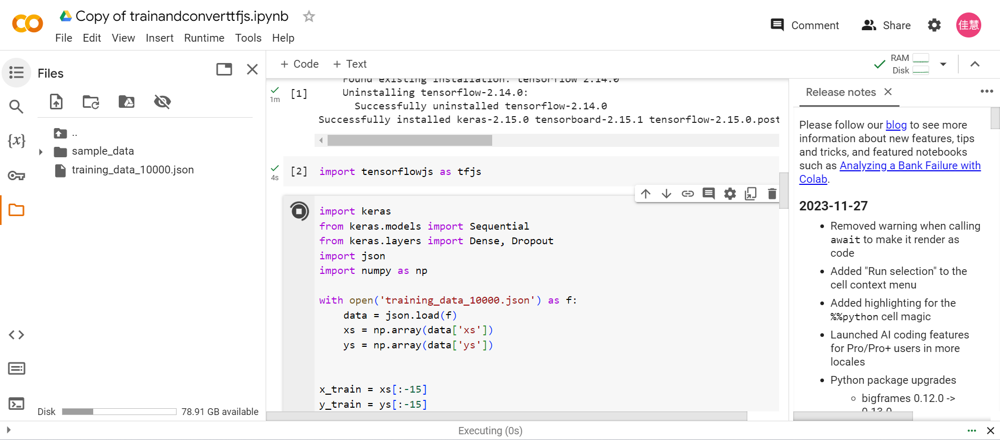 Copy of trainandconverttfjs.ipynb
File Edit View Insert Runtime Tools Help
Comment
Share
佳慧
Files
..
sample_data
training_data_10000.json
Disk
78.91 GB available
+ Code + Text
RAM
Disk
Found existing installation: tensorflow 2.14.0
[1]
1m
Uninstalling tensorflow-2.14.0:
Successfully uninstalled tensorflow-2.14.0
Successfully installed keras-2.15.0 tensorboard-2.15.1 tensorflow-2.15.0.post
[2]
4s
import tensorflowjs as tfjs
import keras
from keras.models import Sequential
from keras.layers import Dense, Dropout
import json
import numpy as np
with open('training_data_10000.json') as f:
data = json.load(f)
xs = np.array(data['xs'])
ys = np.array(data['ys'])
x_train = xs[:-15]
y_train = ys[:-15]
Release notes
Please follow our blog to see more
information about new features, tips
and tricks, and featured notebooks
such as Analyzing a Bank Failure with
Colab.
2023-11-27
• Removed warning when calling
await to make it render as
code
• Added "Run selection" to the
cell context menu
• Added highlighting for the
%%python cell magic
• Launched AI coding features
for Pro/Pro+ users in more
locales
• Python package upgrades
bigframes 0.12.0 ->
0.13.0
Executing (0s)